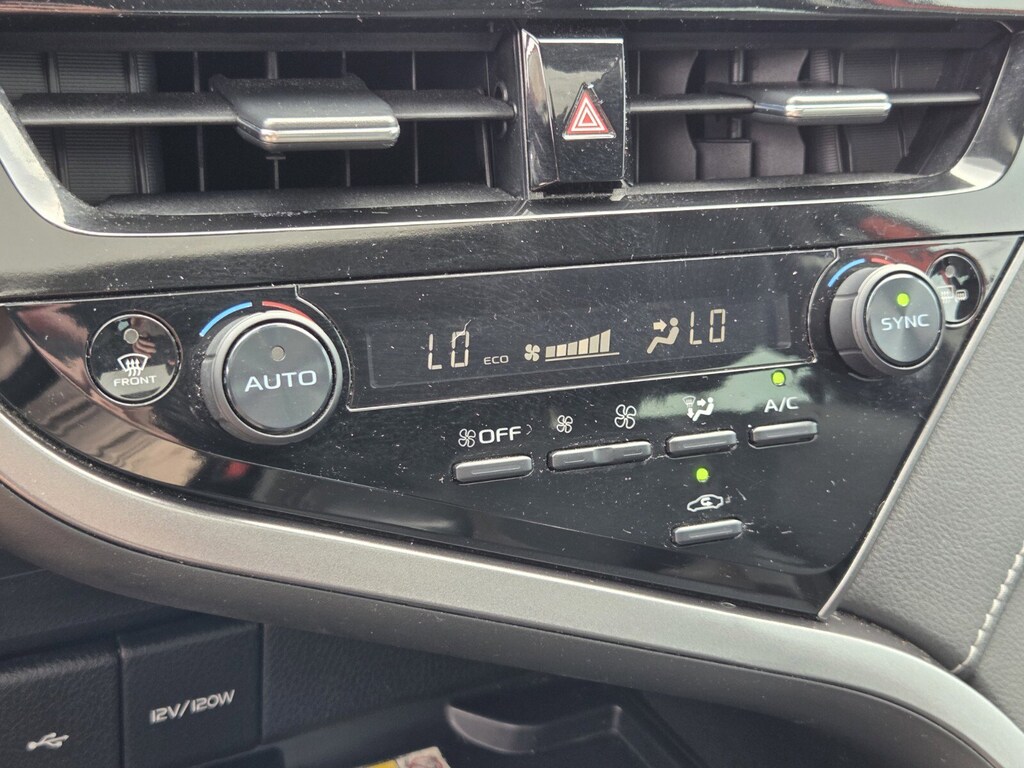 LO ECO LO
FRONT
AUTO
SYNC
OFF
A/C
12V/120W